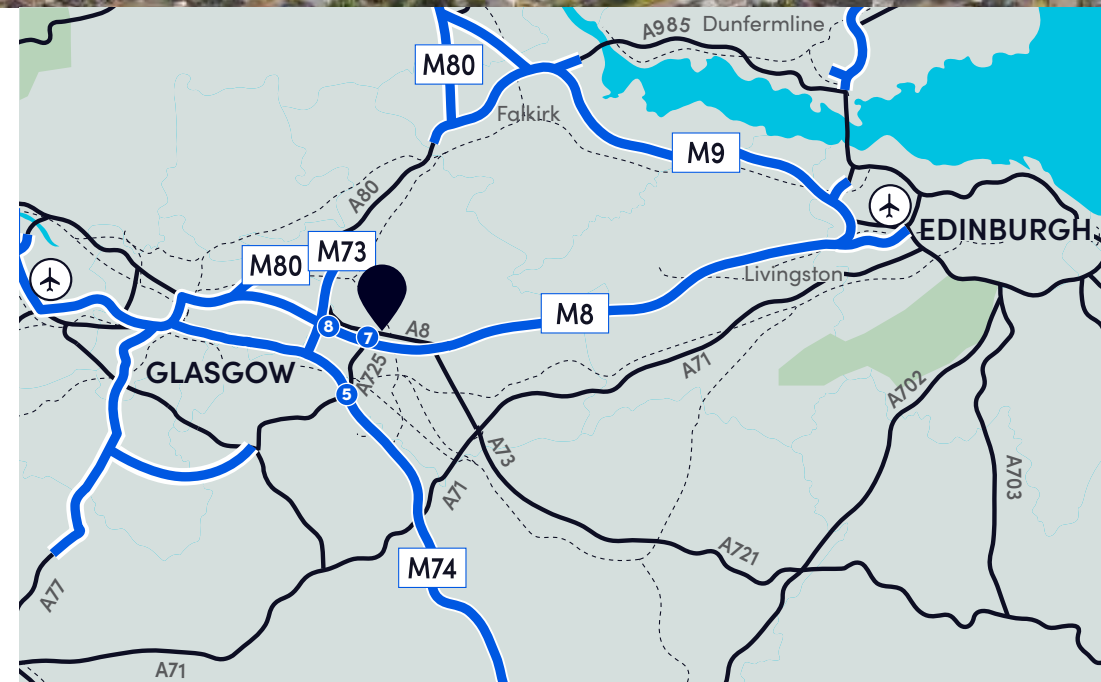 A985 Dunfermline
M80
Falkirk
M9
A80
EDINBURGH
M73
M80
Livingston
M8
8
7
A8
A71
GLASGOW
A725
5
A702
A73
A703
A71
A721
M74
A77
A71